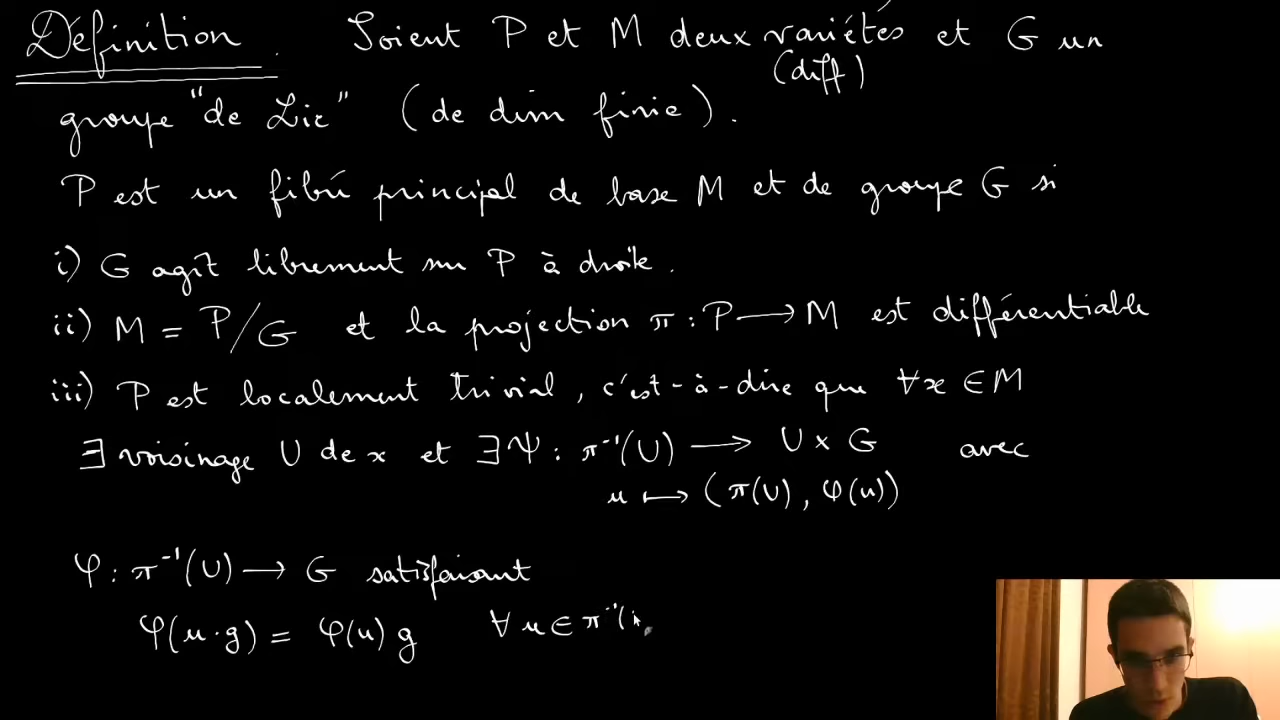 Définition. Soient P et M deux variétés et G un
(diff)
groupe "de Lie" (de dim finie).
P est un fibré principal de base M et de groupe G si
i) G agît librement sur P à droite.
ii) M = P/G et la projection π : P ⟶ M est différentiable
iii) P est localement trivial, c'est-à-dire que ∀x ∈ M
∃ voisinage U de x et ∃ Ψ : π⁻¹(U) ⟶ U × G avec
u ⟼ (π(U), φ(u))
φ : π⁻¹(U) ⟶ G satisfaisant
φ(u·g) = φ(u) g ∀ u ∈ π⁻¹(